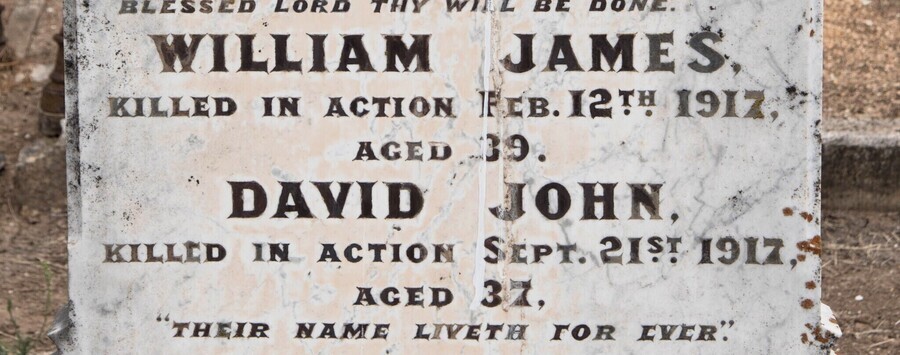 BLESSED LORD THY WILL BE DONE.
WILLIAM JAMES,
KILLED IN ACTION FEB. 12TH 1917,
AGED 39.
DAVID JOHN,
KILLED IN ACTION SEPT. 21ST 1917,
AGED 37,
"THEIR NAME LIVETH FOR EVER".